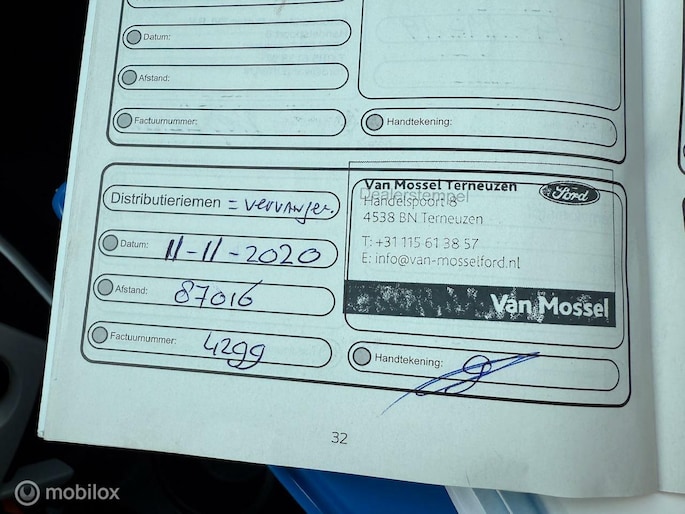 Datum:
Afstand:
Factuurnummer:
Handtekening:
Distributieriemen = vervangen.
Van Mossel Terneuzen
Dealerstempel
Handelspoort 8
4538 BN Terneuzen
T: +31 115 61 38 57
E: info@van-mosselford.nl
Ford
Van Mossel
Datum: 11-11-2020
Afstand: 87016
Factuurnummer: 4299
Handtekening:
32
mobilox